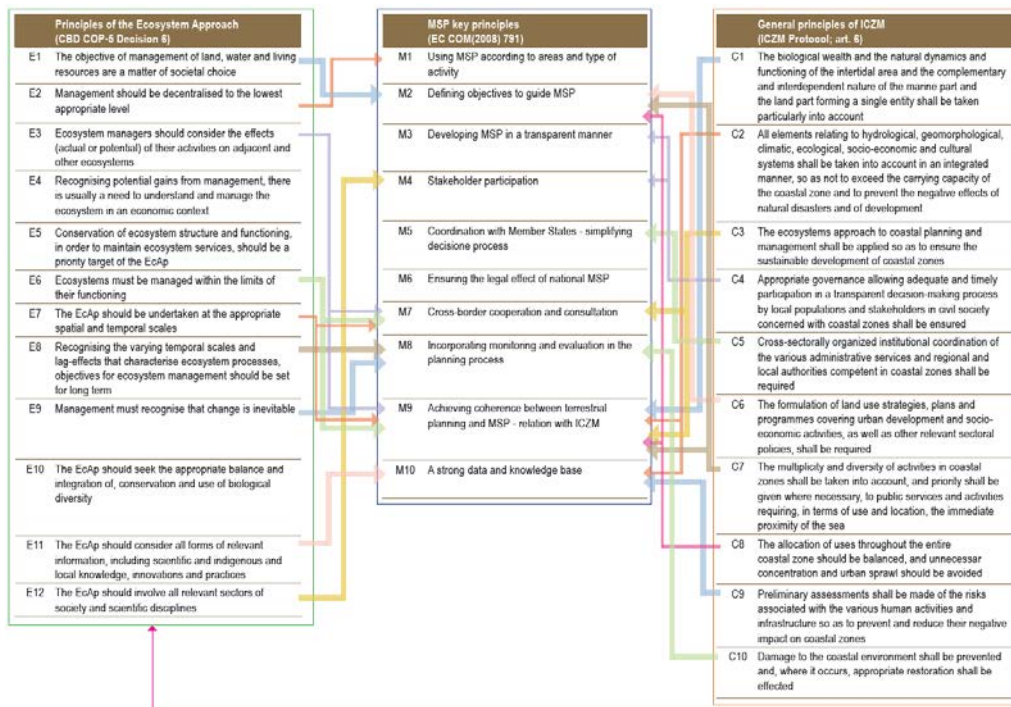 Principles of the Ecosystem Approach
(CBD COP-5 Decision 6)
E1 The objective of management of land, water and living
resources are a matter of societal choice
E2 Management should be decentralised to the lowest
appropriate level
E3 Ecosystem managers should consider the effects
(actual or potential) of their activities on adjacent and
other ecosystems
E4 Recognising potential gains from management, there
is usually a need to understand and manage the
ecosystem in an economic context
E5 Conservation of ecosystem structure and functioning,
in order to maintain ecosystem services, should be a
priority target of the EcAp
E6 Ecosystems must be managed within the limits of
their functioning
E7 The EcAp should be undertaken at the appropriate
spatial and temporal scales
E8 Recognising the varying temporal scales and
lag-effects that characterise ecosystem processes,
objectives for ecosystem management should be set
for long term
E9 Management must recognise that change is inevitable
E10 The EcAp should seek the appropriate balance and
integration of, conservation and use of biological
diversity
E11 The EcAp should consider all forms of relevant
information, including scientific and indigenous and
local knowledge, innovations and practices
E12 The EcAp should involve all relevant sectors of
society and scientific disciplines
MSP key principles
(EC COM(2008) 791)
M1 Using MSP according to areas and type of
activity
M2 Defining objectives to guide MSP
M3 Developing MSP in a transparent manner
M4 Stakeholder participation
M5 Coordination with Member States - simplifying
decisione process
M6 Ensuring the legal effect of national MSP
M7 Cross-border cooperation and consultation
M8 Incorporating monitoring and evaluation in the
planning process
M9 Achieving coherence between terrestrial
planning and MSP - relation with ICZM
M10 A strong data and knowledge base
General principles of ICZM
(ICZM Protocol; art. 6)
C1 The biological wealth and the natural dynamics and
functioning of the intertidal area and the complementary
and interdependent nature of the marine part and
the land part forming a single entity shall be taken
particularly into account
C2 All elements relating to hydrological, geomorphological,
climatic, ecological, socio-economic and cultural
systems shall be taken into account in an integrated
manner, so as not to exceed the carrying capacity of
the coastal zone and to prevent the negative effects of
natural disasters and of development
C3 The ecosystems approach to coastal planning and
management shall be applied so as to ensure the
sustainable development of coastal zones
C4 Appropriate governance allowing adequate and timely
participation in a transparent decision-making process
by local populations and stakeholders in civil society
concerned with coastal zones shall be ensured
C5 Cross-sectorally organized institutional coordination of
the various administrative services and regional and
local authorities competent in coastal zones shall be
required
C6 The formulation of land use strategies, plans and
programmes covering urban development and socio-
economic activities, as well as other relevant sectoral
policies, shall be required
C7 The multiplicity and diversity of activities in coastal
zones shall be taken into account, and priority shall be
given where necessary, to public services and activities
requiring, in terms of use and location, the immediate
proximity of the sea
C8 The allocation of uses throughout the entire
coastal zone should be balanced, and unnecessar
concentration and urban sprawl should be avoided
C9 Preliminary assessments shall be made of the risks
associated with the various human activities and
infrastructure so as to prevent and reduce their negative
impact on coastal zones
C10 Damage to the coastal environment shall be prevented
and, where it occurs, appropriate restoration shall be
effected